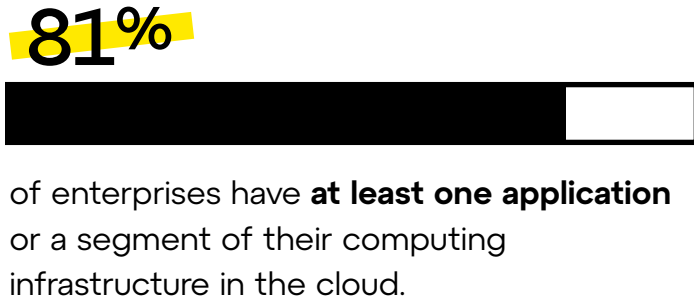 81%
of enterprises have at least one application
or a segment of their computing
infrastructure in the cloud.